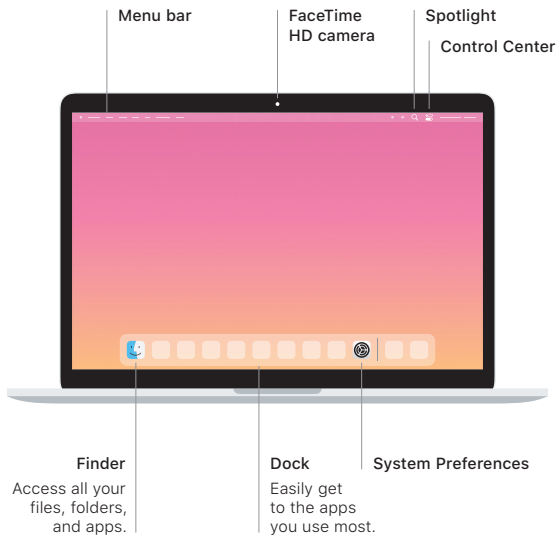 Menu bar
FaceTime
HD camera
Spotlight
Control Center
Finder
Access all your
files, folders,
and apps.
Dock
Easily get
to the apps
you use most.
System Preferences